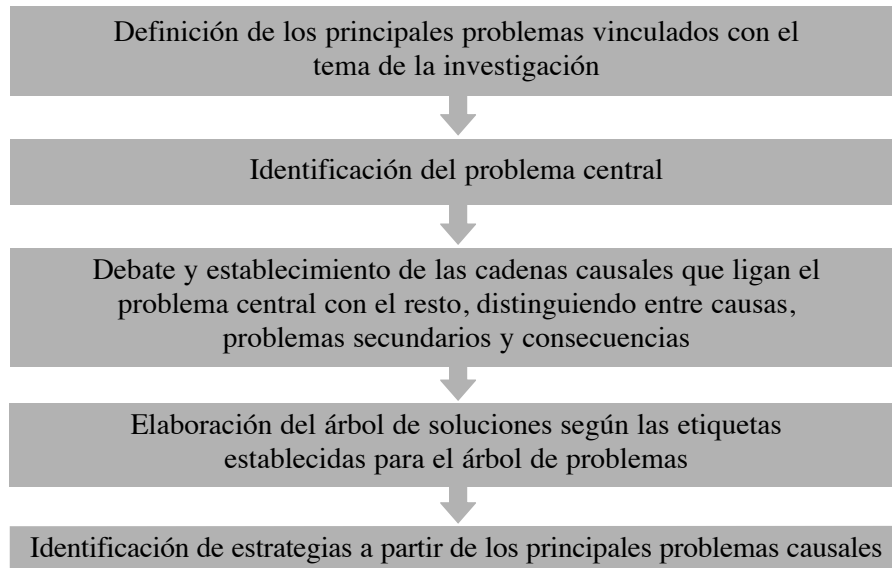 Definición de los principales problemas vinculados con el
tema de la investigación
Identificación del problema central
Debate y establecimiento de las cadenas causales que ligan el
problema central con el resto, distinguiendo entre causas,
problemas secundarios y consecuencias
Elaboración del árbol de soluciones según las etiquetas
establecidas para el árbol de problemas
Identificación de estrategias a partir de los principales problemas causales